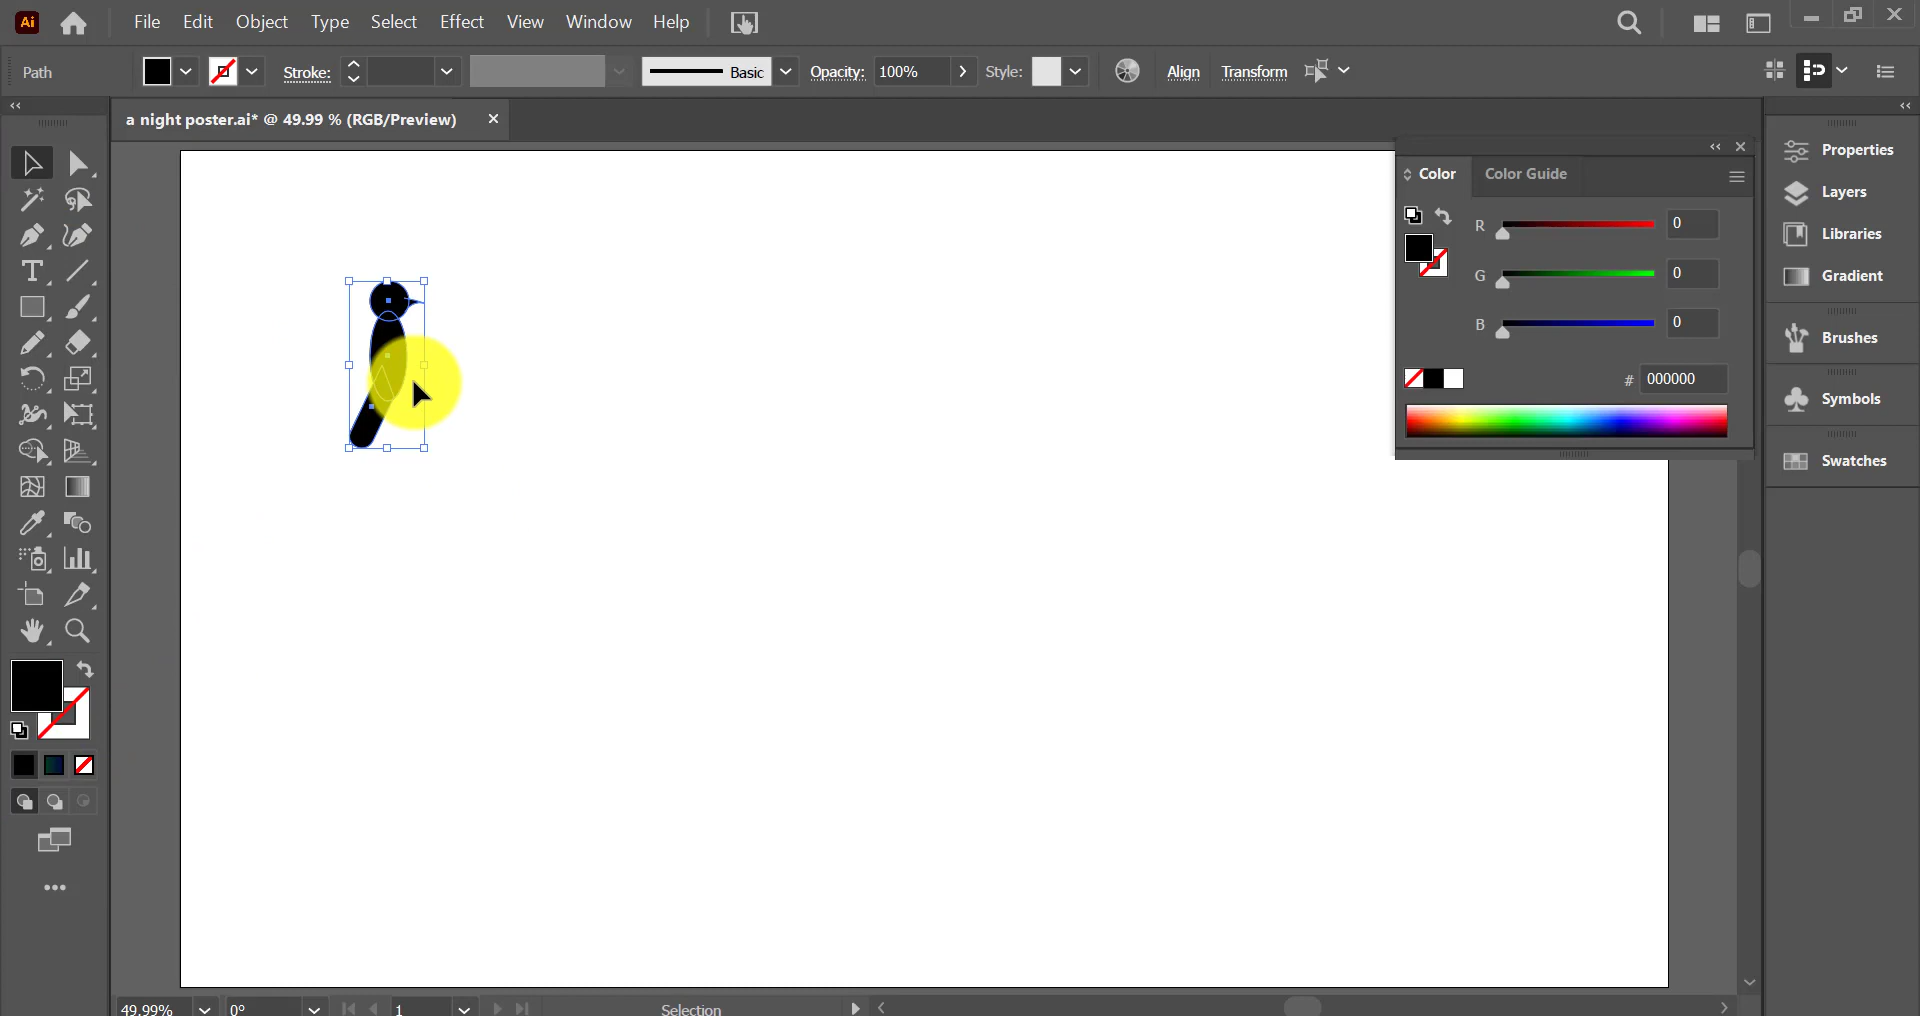 Ai File Edit Object Type Select Effect View Window Help
Path Stroke: Basic Opacity: 100% Style: Align Transform
a night poster.ai* @ 49.99 % (RGB/Preview)
Color Color Guide
R 0
G 0
B 0
# 000000
Properties
Layers
Libraries
Gradient
Brushes
Symbols
Swatches
49.99% 0° 1 Selection